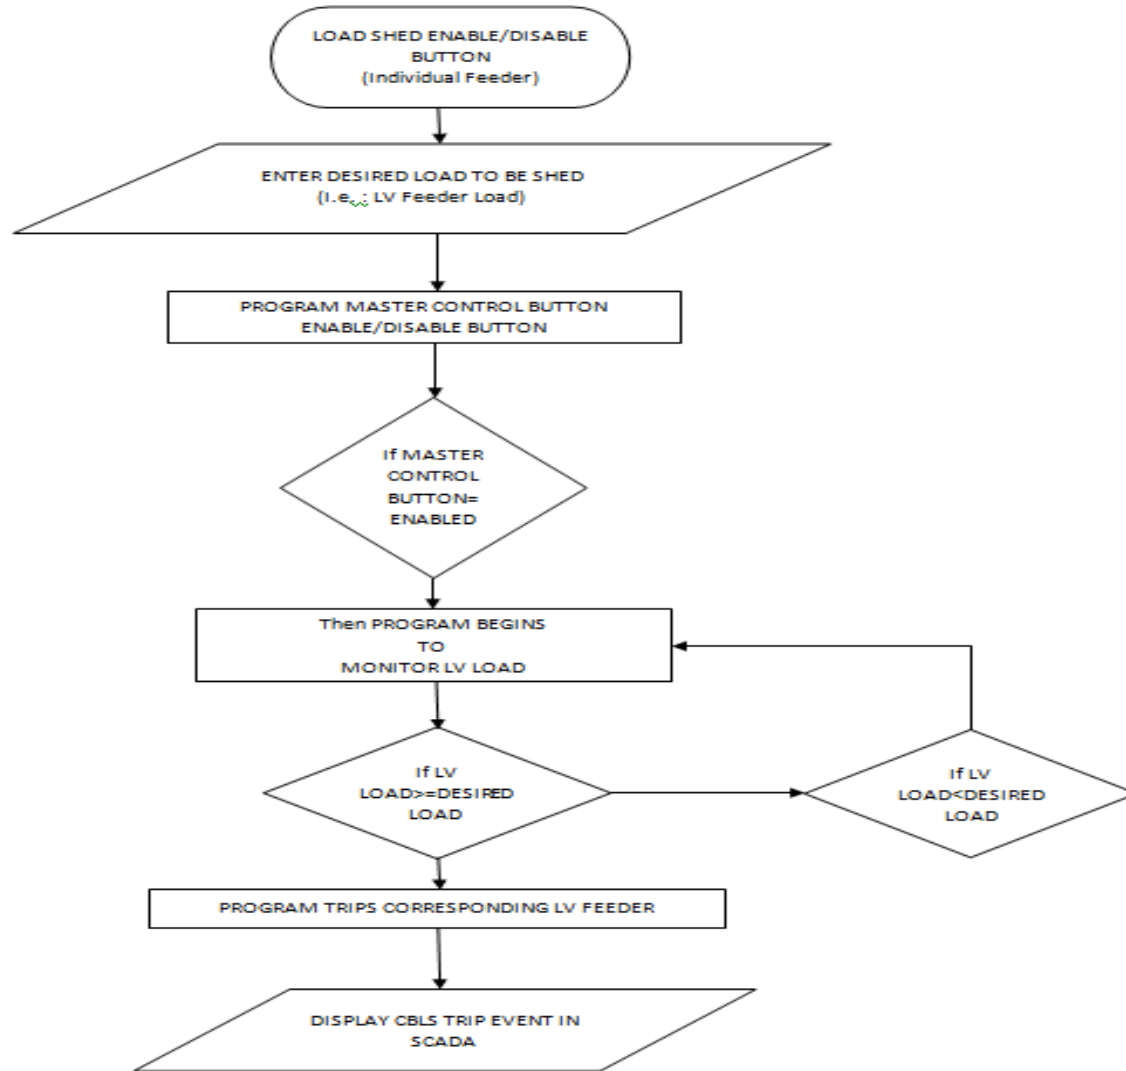 LOAD SHED ENABLE/DISABLE
BUTTON
(Individual Feeder)
ENTER DESIRED LOAD TO BE SHED
(I.e. : LV Feeder Load)
PROGRAM MASTER CONTROL BUTTON
ENABLE/DISABLE BUTTON
If MASTER
CONTROL
BUTTON=
ENABLED
Then PROGRAM BEGINS
TO
MONITOR LV LOAD
If LV
LOAD>=DESIRED
LOAD
If LV
LOAD<DESIRED
LOAD
PROGRAM TRIPS CORRESPONDING LV FEEDER
DISPLAY CBLS TRIP EVENT IN
SCADA